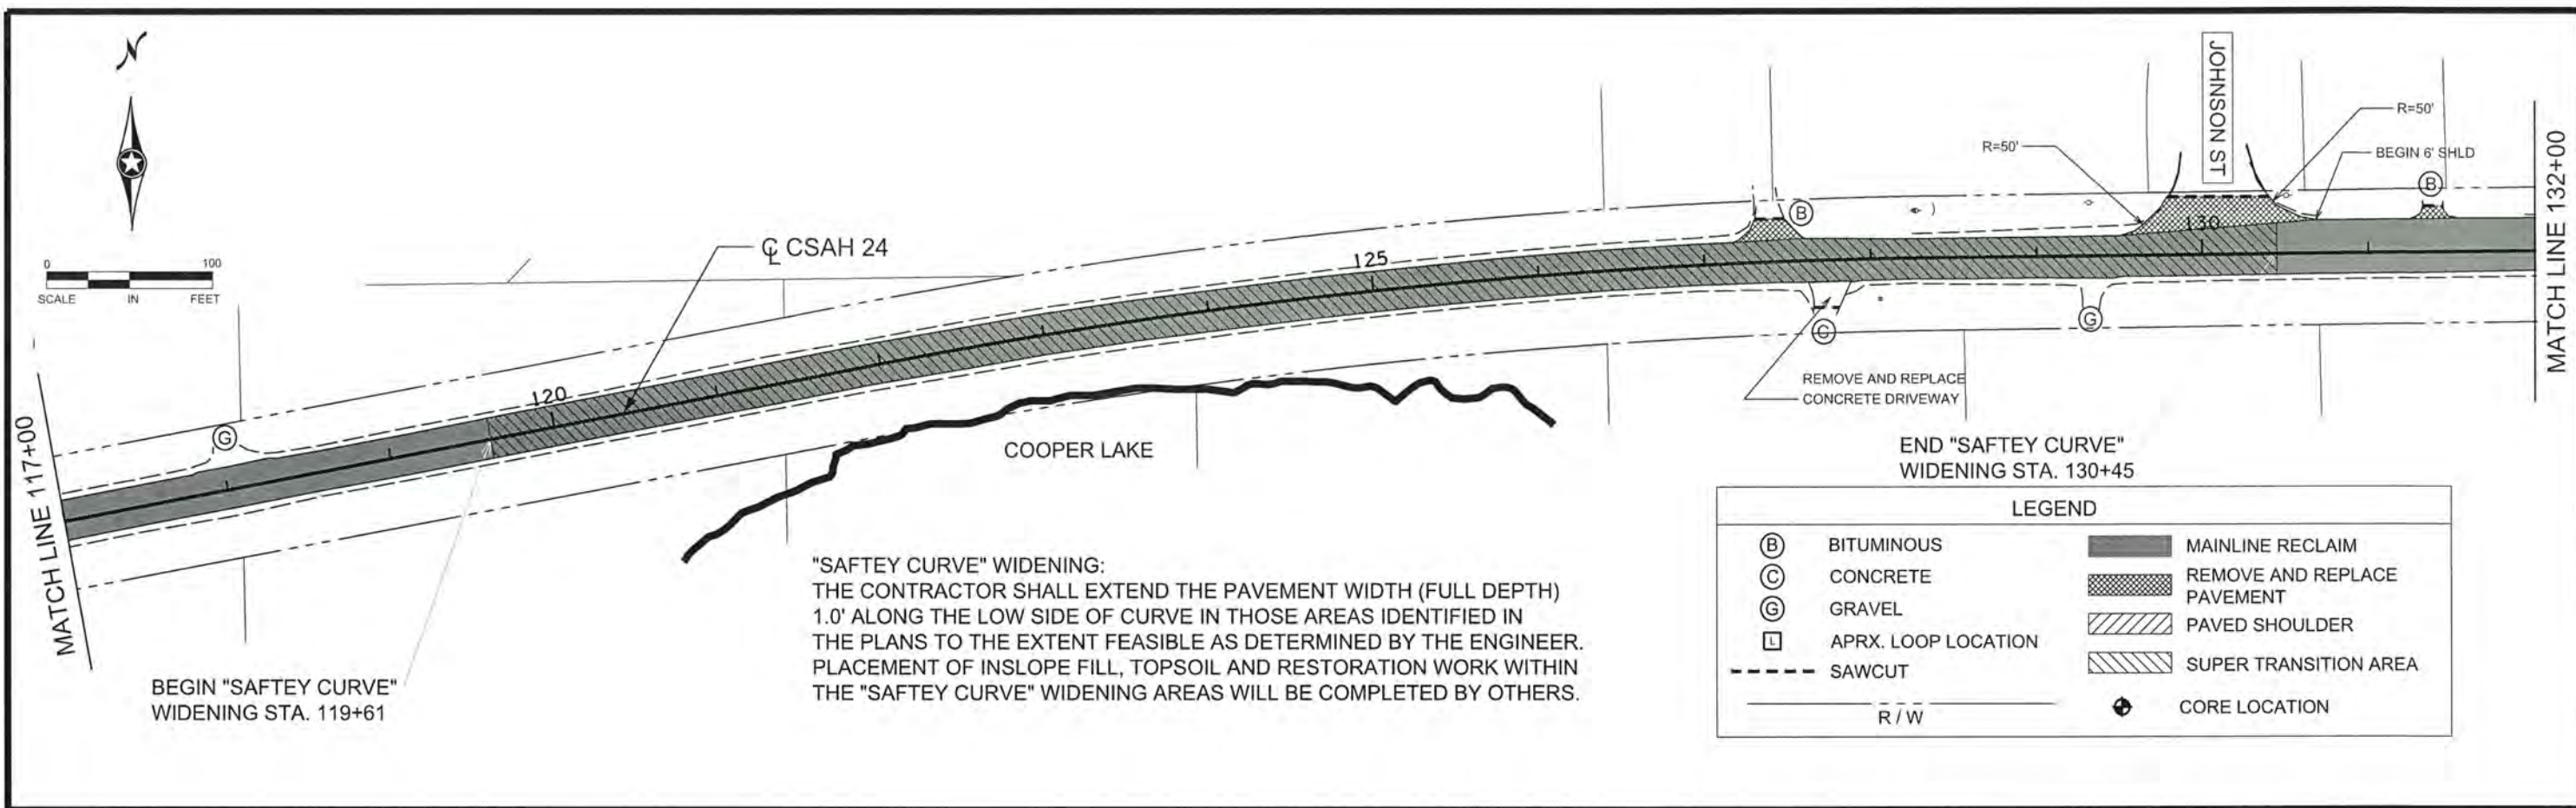 N
0 100
SCALE IN FEET
MATCH LINE 117+00
G
120
℄ CSAH 24
125
B
R=50'
JOHNSON ST
R=50'
BEGIN 6' SHLD
B
130
MATCH LINE 132+00
C
G
REMOVE AND REPLACE
CONCRETE DRIVEWAY
COOPER LAKE
END "SAFTEY CURVE"
WIDENING STA. 130+45
BEGIN "SAFTEY CURVE"
WIDENING STA. 119+61
"SAFTEY CURVE" WIDENING:
THE CONTRACTOR SHALL EXTEND THE PAVEMENT WIDTH (FULL DEPTH)
1.0' ALONG THE LOW SIDE OF CURVE IN THOSE AREAS IDENTIFIED IN
THE PLANS TO THE EXTENT FEASIBLE AS DETERMINED BY THE ENGINEER.
PLACEMENT OF INSLOPE FILL, TOPSOIL AND RESTORATION WORK WITHIN
THE "SAFTEY CURVE" WIDENING AREAS WILL BE COMPLETED BY OTHERS.
LEGEND
B BITUMINOUS
C CONCRETE
G GRAVEL
L APRX. LOOP LOCATION
SAWCUT
R / W
MAINLINE RECLAIM
REMOVE AND REPLACE
PAVEMENT
PAVED SHOULDER
SUPER TRANSITION AREA
CORE LOCATION